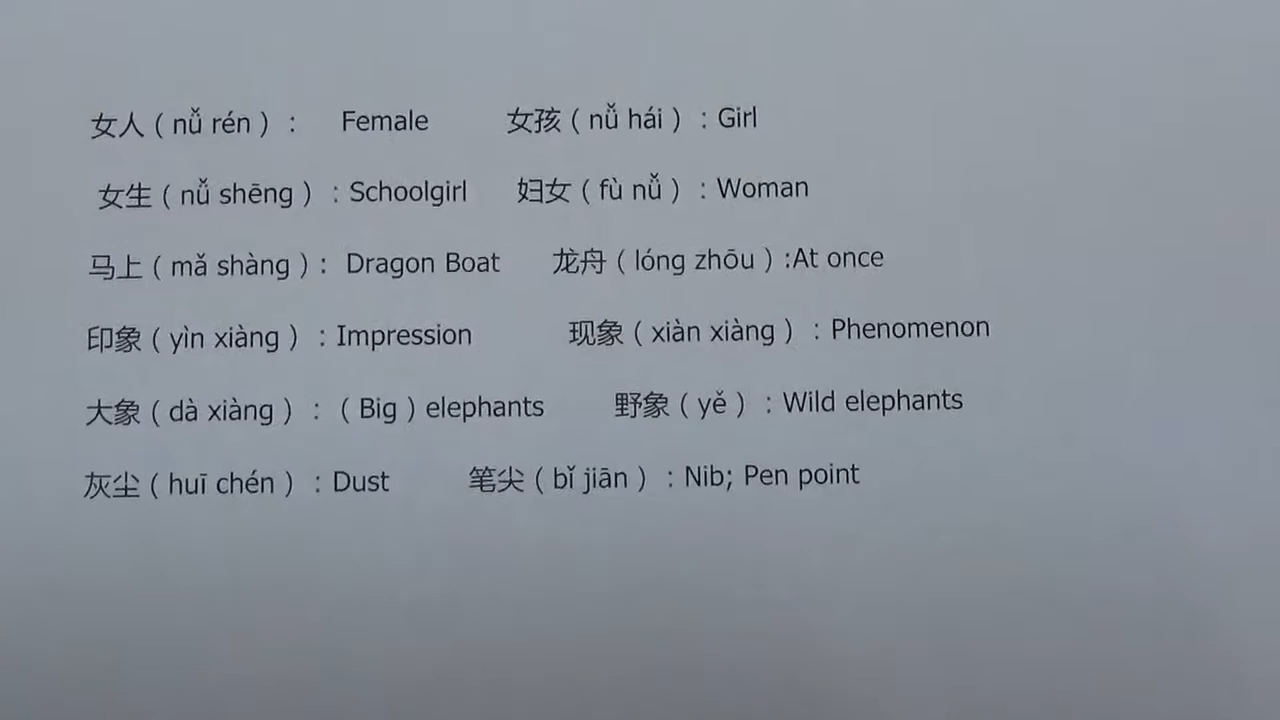 女人（nǚ rén）： Female 女孩（nǚ hái）：Girl
女生（nǚ shēng）：Schoolgirl 妇女（fù nǚ）：Woman
马上（mǎ shàng）: Dragon Boat 龙舟（lóng zhōu）:At once
印象（yìn xiàng）：Impression 现象（xiàn xiàng）：Phenomenon
大象（dà xiàng）：（Big）elephants 野象（yě）：Wild elephants
灰尘（huī chén）：Dust 笔尖（bǐ jiān）：Nib; Pen point